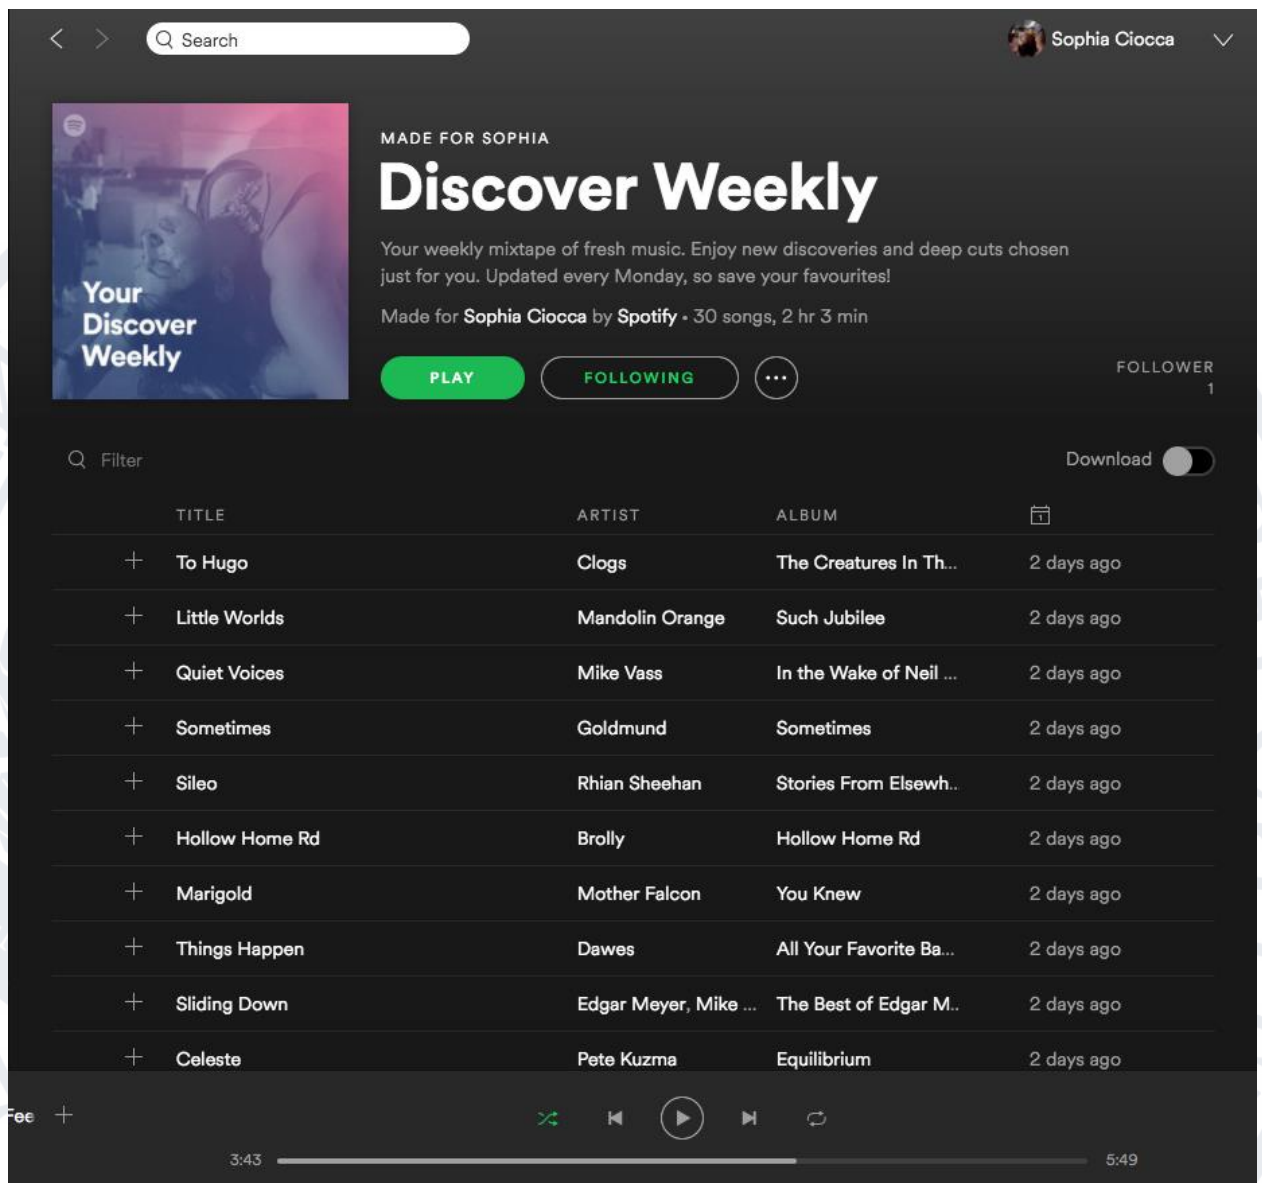 Search
Sophia Ciocca
MADE FOR SOPHIA
Discover Weekly
Your weekly mixtape of fresh music. Enjoy new discoveries and deep cuts chosen
just for you. Updated every Monday, so save your favourites!
Made for Sophia Ciocca by Spotify • 30 songs, 2 hr 3 min
Your
Discover
Weekly
PLAY FOLLOWING
FOLLOWER
1
Filter
Download
TITLE ARTIST ALBUM 1
To Hugo Clogs The Creatures In Th... 2 days ago
Little Worlds Mandolin Orange Such Jubilee 2 days ago
Quiet Voices Mike Vass In the Wake of Neil ... 2 days ago
Sometimes Goldmund Sometimes 2 days ago
Sileo Rhian Sheehan Stories From Elsewh.. 2 days ago
Hollow Home Rd Brolly Hollow Home Rd 2 days ago
Marigold Mother Falcon You Knew 2 days ago
Things Happen Dawes All Your Favorite Ba... 2 days ago
Sliding Down Edgar Meyer, Mike ... The Best of Edgar M.. 2 days ago
Celeste Pete Kuzma Equilibrium 2 days ago
Fee
3:43 5:49